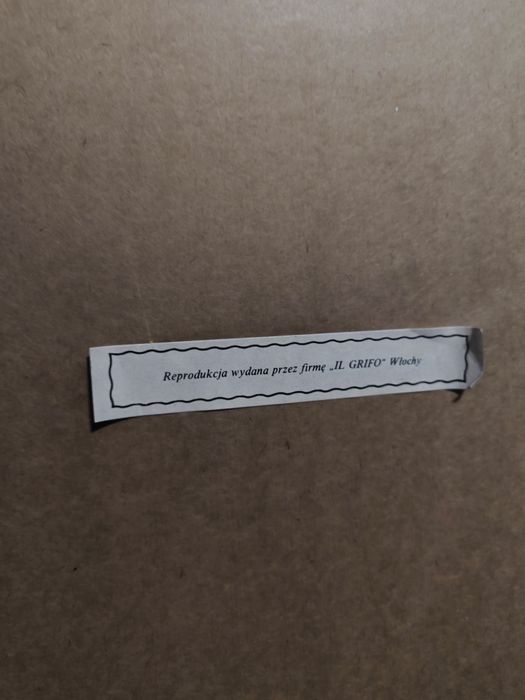 Reprodukcja wydana przez firmę „IL GRIFO” Włochy